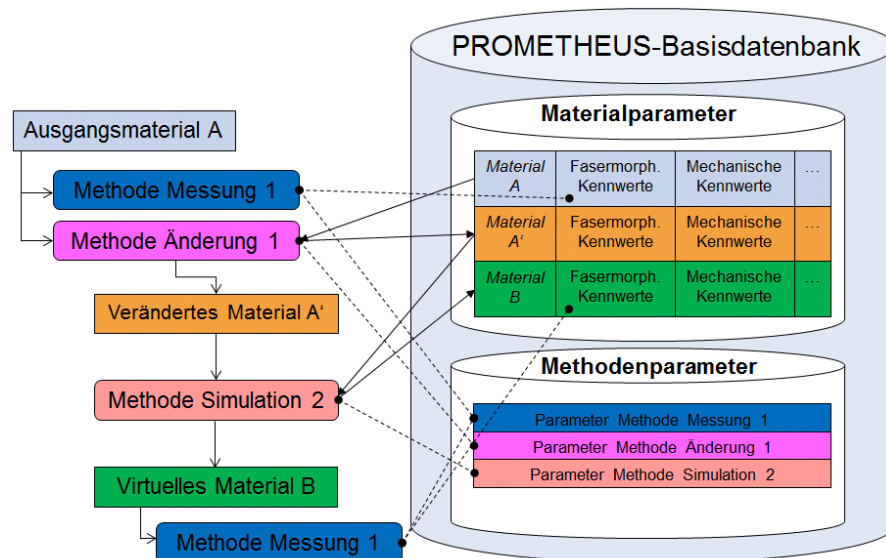 PROMETHEUS-Basisdatenbank
Ausgangsmaterial A
Methode Messung 1
Methode Änderung 1
Verändertes Material A‘
Methode Simulation 2
Virtuelles Material B
Methode Messung 1
Materialparameter
Material Fasermorph. Mechanische ...
A Kennwerte Kennwerte
Material Fasermorph. Mechanische ...
A‘ Kennwerte Kennwerte
Material Fasermorph. Mechanische ...
B Kennwerte Kennwerte
Methodenparameter
Parameter Methode Messung 1
Parameter Methode Änderung 1
Parameter Methode Simulation 2